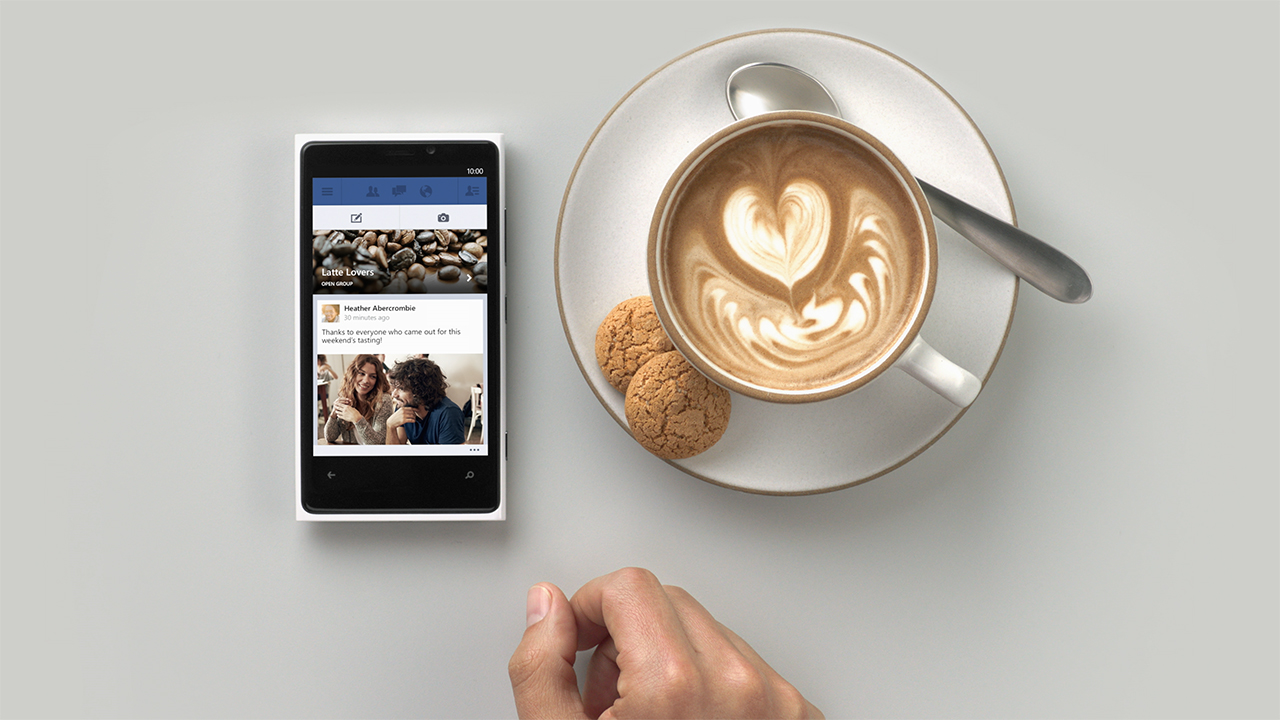 10:00
Latte Lovers
OPEN GROUP
Heather Abercrombie
30 minutes ago
Thanks to everyone who came out for this
weekend's tasting!